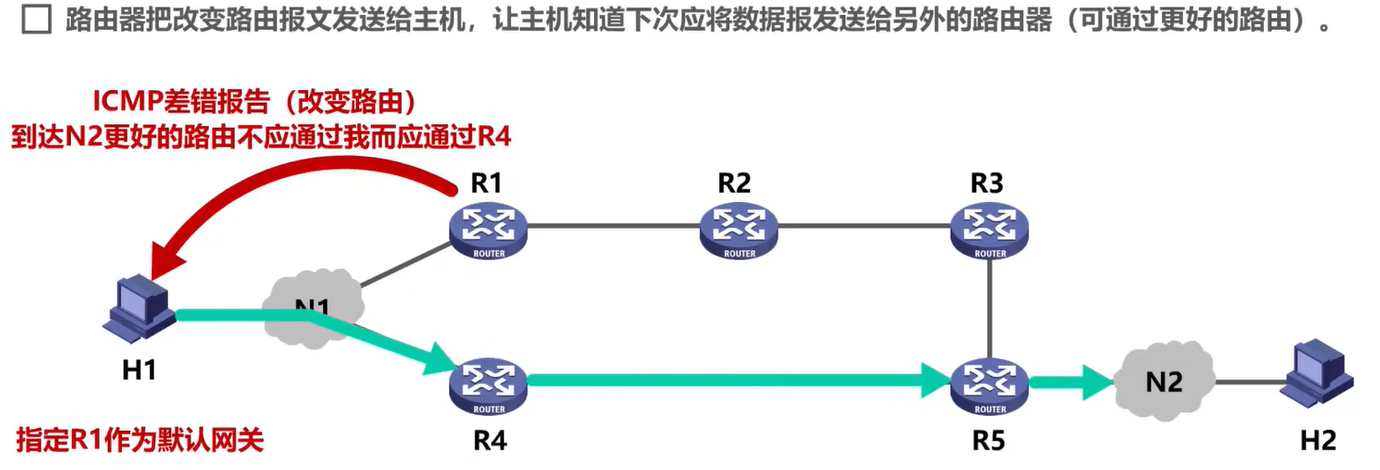 路由器把改变路由报文发送给主机，让主机知道下次应将数据报发送给另外的路由器（可通过更好的路由）。
ICMP差错报告（改变路由）
到达N2更好的路由不应通过我而应通过R4
R1
R2
R3
ROUTER
ROUTER
ROUTER
N1
H1
ROUTER
ROUTER
N2
R4
R5
H2
指定R1作为默认网关